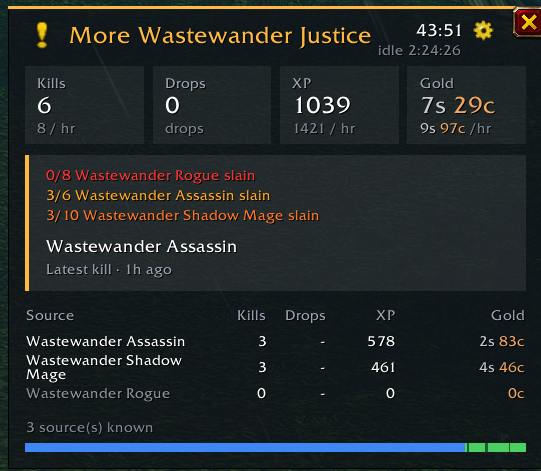 More Wastewander Justice
43:51
idle 2:24:26
Kills
6
8 / hr
Drops
0
drops
XP
1039
1421 / hr
Gold
7s 29c
9s 97c /hr
0/8 Wastewander Rogue slain
3/6 Wastewander Assassin slain
3/10 Wastewander Shadow Mage slain
Wastewander Assassin
Latest kill · 1h ago
Source Kills Drops XP Gold
Wastewander Assassin 3 - 578 2s 83c
Wastewander Shadow
Mage 3 - 461 4s 46c
Wastewander Rogue 0 - 0 0c
3 source(s) known